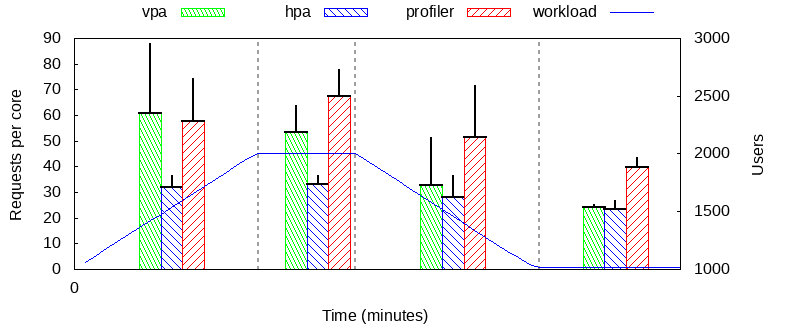 vpa hpa profiler workload
90 3000
80
70 2500
60
50 2000
40
30 1500
20
10
0 1000
0
Requests per core
Users
Time (minutes)